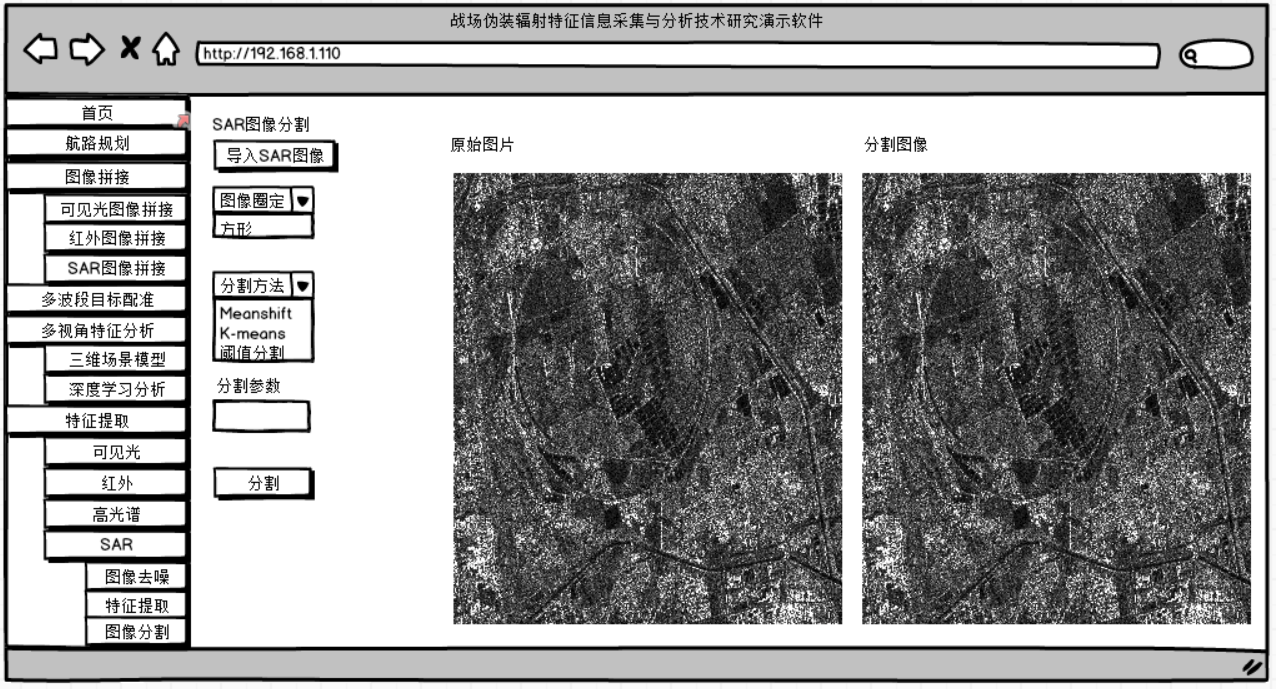 战场伪装辐射特征信息采集与分析技术研究演示软件
http://192.168.1.110
首页
航路规划
图像拼接
可见光图像拼接
红外图像拼接
SAR图像拼接
多波段目标配准
多视角特征分析
三维场景模型
深度学习分析
特征提取
可见光
红外
高光谱
SAR
图像去噪
特征提取
图像分割
SAR图像分割
导入SAR图像
图像圈定
方形
分割方法
Meanshift
K-means
阈值分割
分割参数
分割
原始图片
分割图像